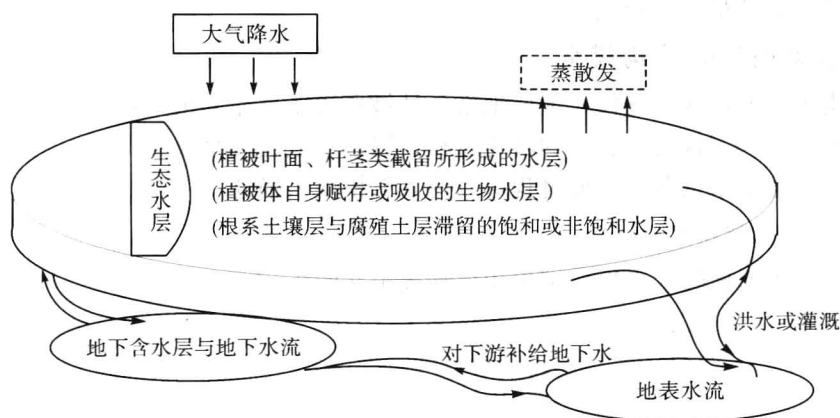 大气降水
蒸散发
生态水层
(植被叶面、杆茎类截留所形成的水层)
(植被体自身赋存或吸收的生物水层)
(根系土壤层与腐殖土层滞留的饱和或非饱和水层)
洪水或灌溉
地下含水层与地下水流
对下游补给地下水
地表水流